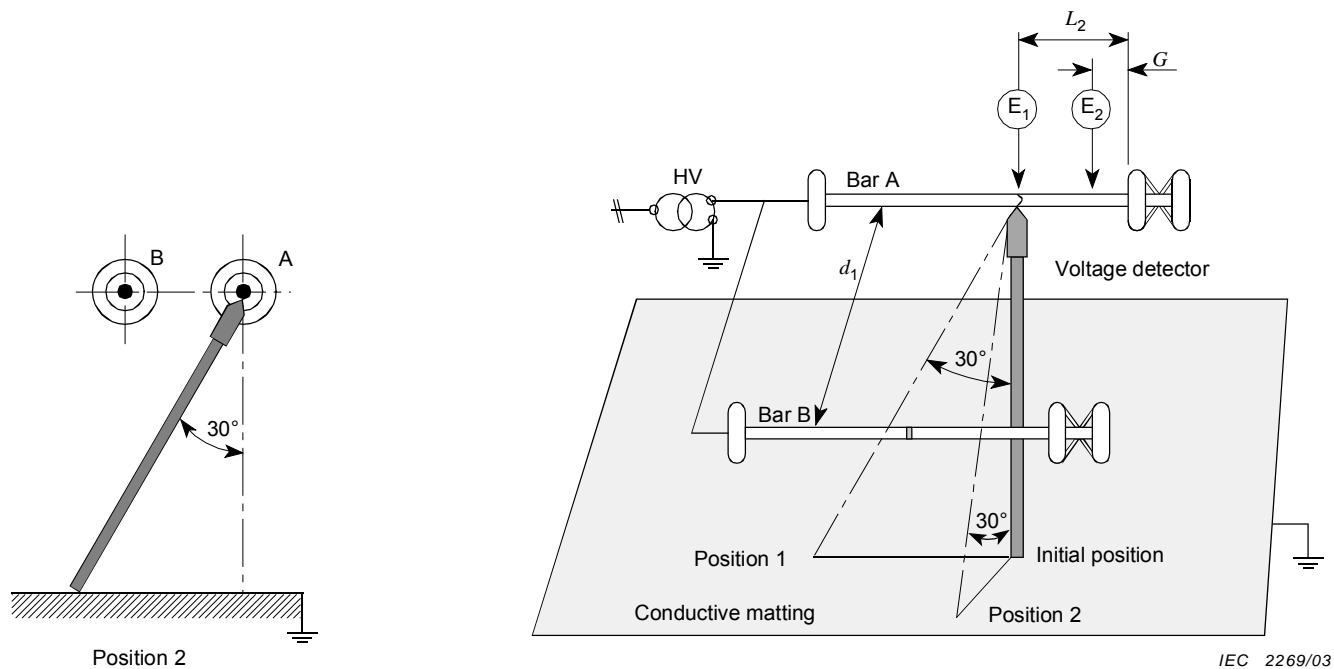 L2
G
E1
E2
HV
Bar A
B
A
d1
Voltage detector
30°
30°
Bar B
30°
Position 1
Initial position
Conductive matting
Position 2
Position 2
IEC 2269/03